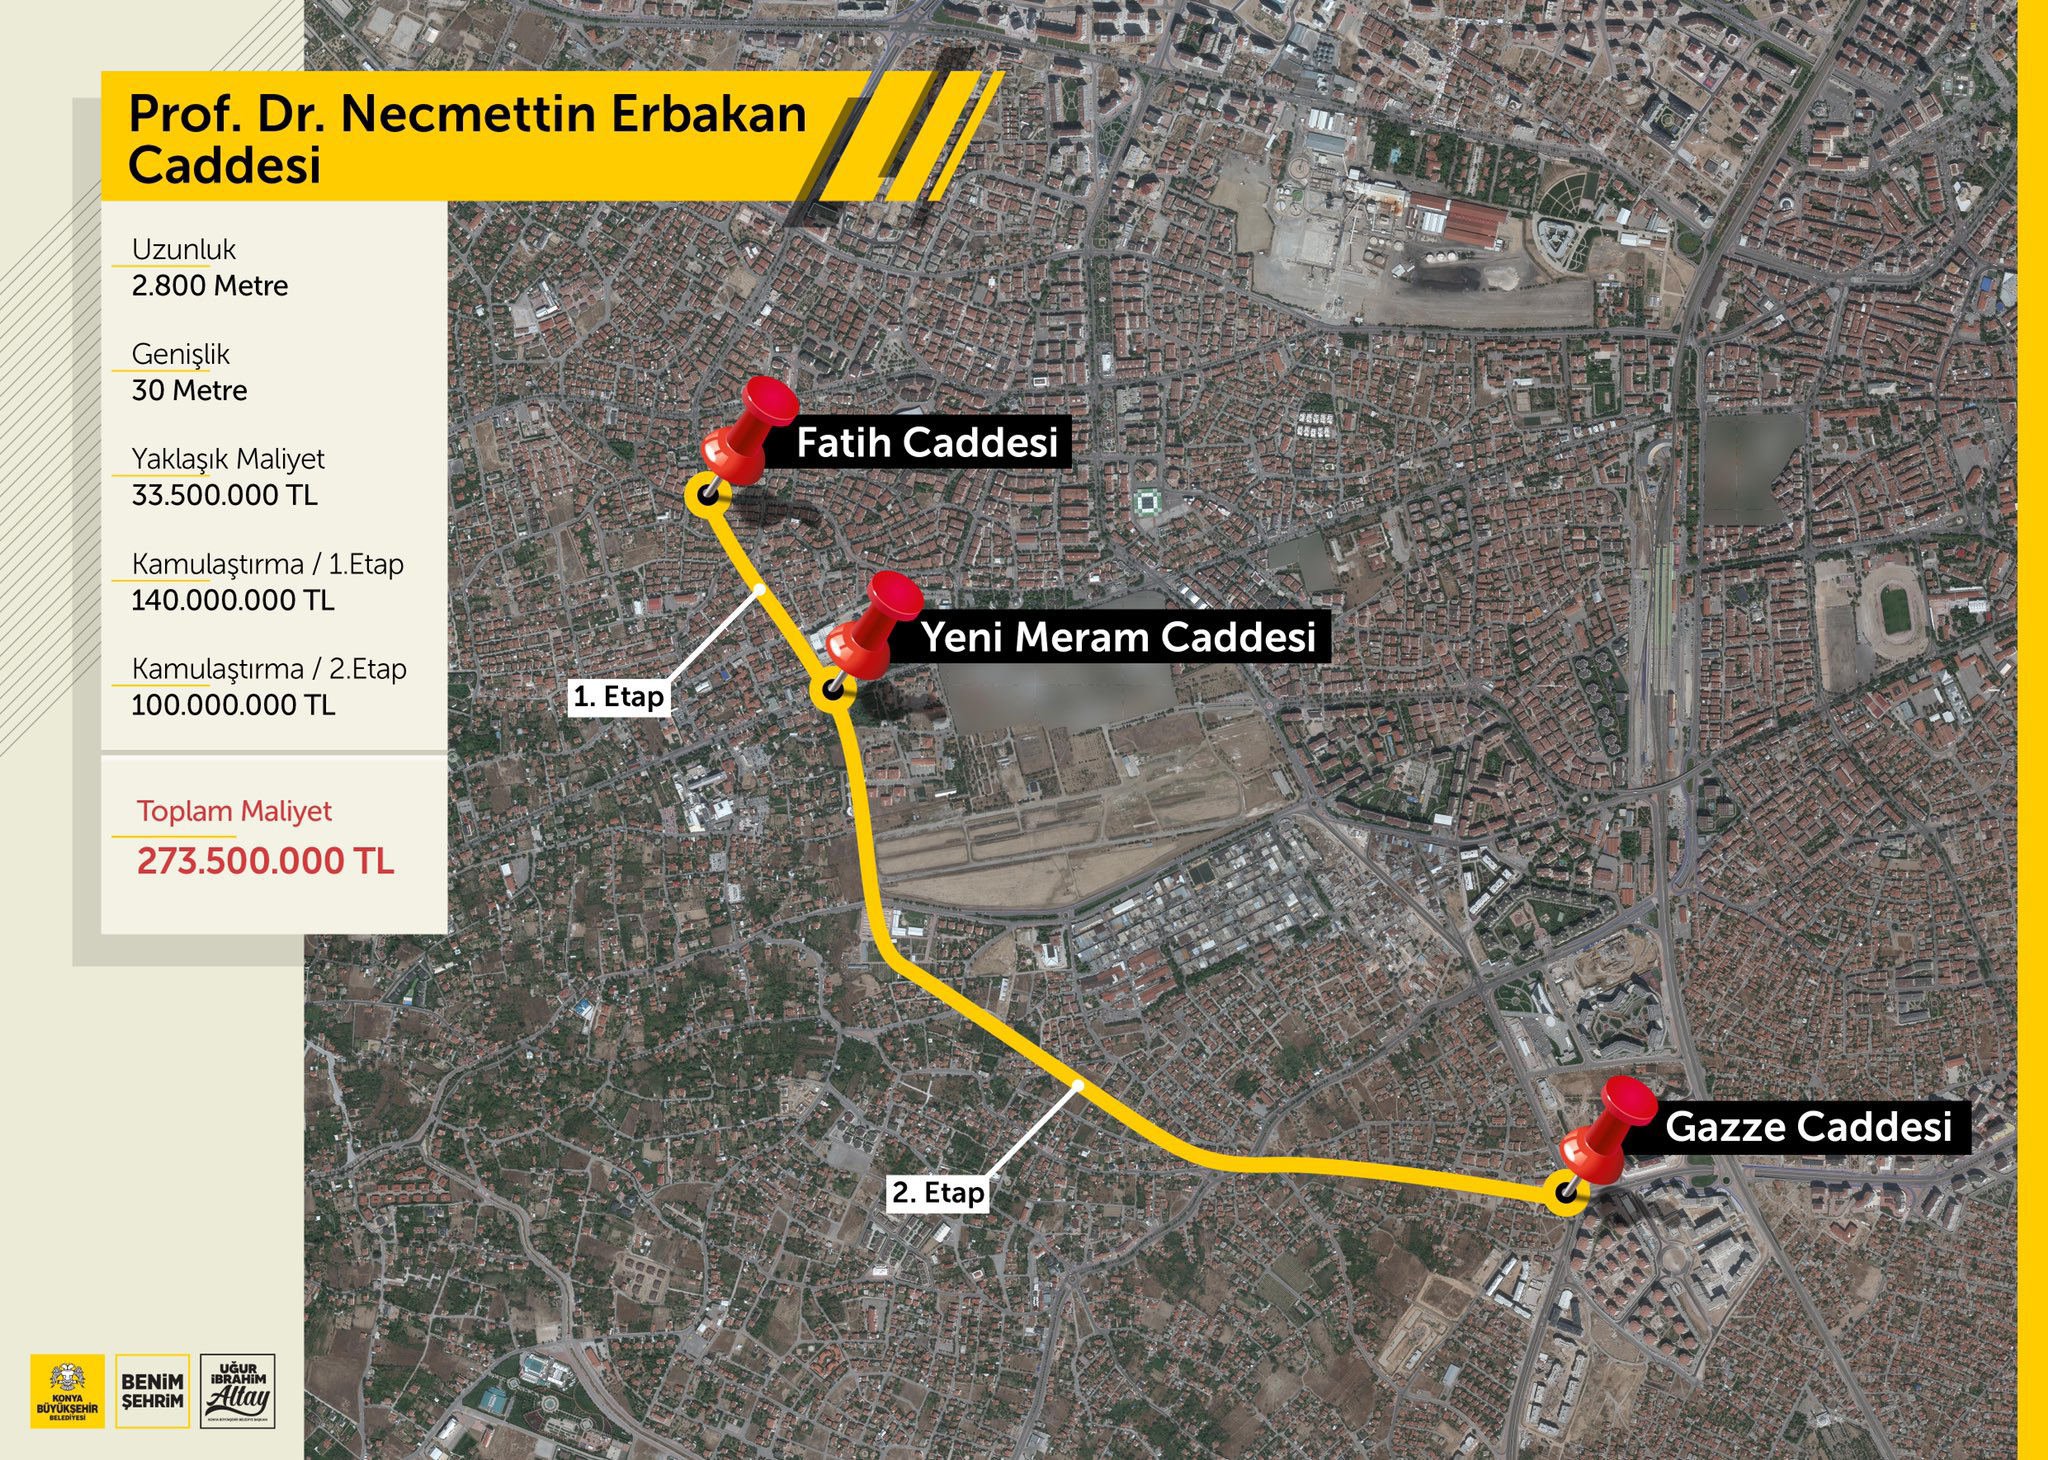 Prof. Dr. Necmettin Erbakan
Caddesi
Uzunluk
2.800 Metre
Genişlik
30 Metre
Yaklaşık Maliyet
33.500.000 TL
Kamulaştırma / 1.Etap
140.000.000 TL
Kamulaştırma / 2.Etap
100.000.000 TL
Toplam Maliyet
273.500.000 TL
Fatih Caddesi
Yeni Meram Caddesi
1. Etap
Gazze Caddesi
2. Etap
KONYA
BÜYÜKŞEHİR
BELEDİYESİ
BENİM
ŞEHRİM
UĞUR
İBRAHİM
Altay
KONYA BÜYÜKŞEHİR BELEDİYE BAŞKANI